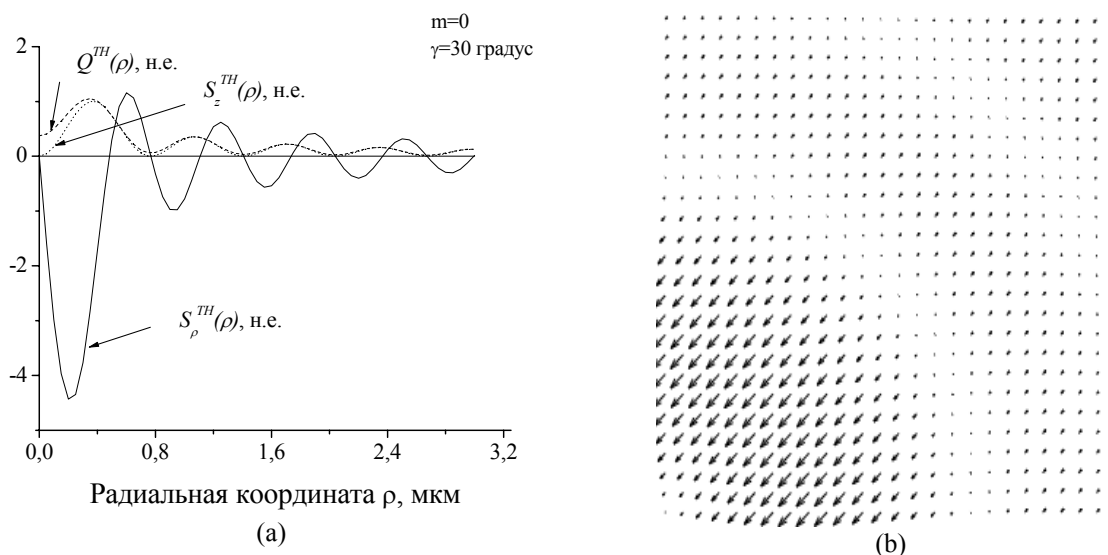 m=0
γ=30 градус
Q^TH(ρ), н.е.
S_z^TH(ρ), н.е.
S_ρ^TH(ρ), н.е.
2
0
-2
-4
0,0 0,8 1,6 2,4 3,2
Радиальная координата ρ, мкм
(a)
(b)